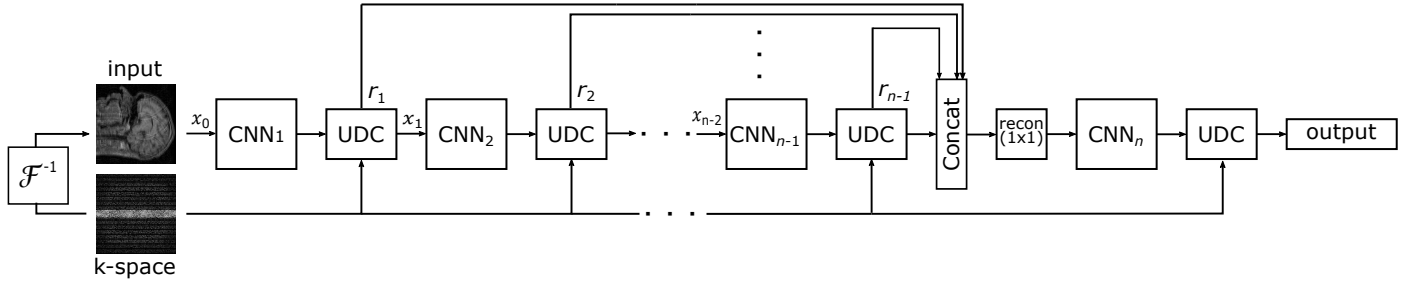 input
ℱ⁻¹
k-space
x₀
CNN₁
UDC
r₁
x₁
CNN₂
UDC
r₂
. . .
xₙ₋₂
CNNₙ₋₁
UDC
rₙ₋₁
Concat
recon
(1x1)
CNNₙ
UDC
output